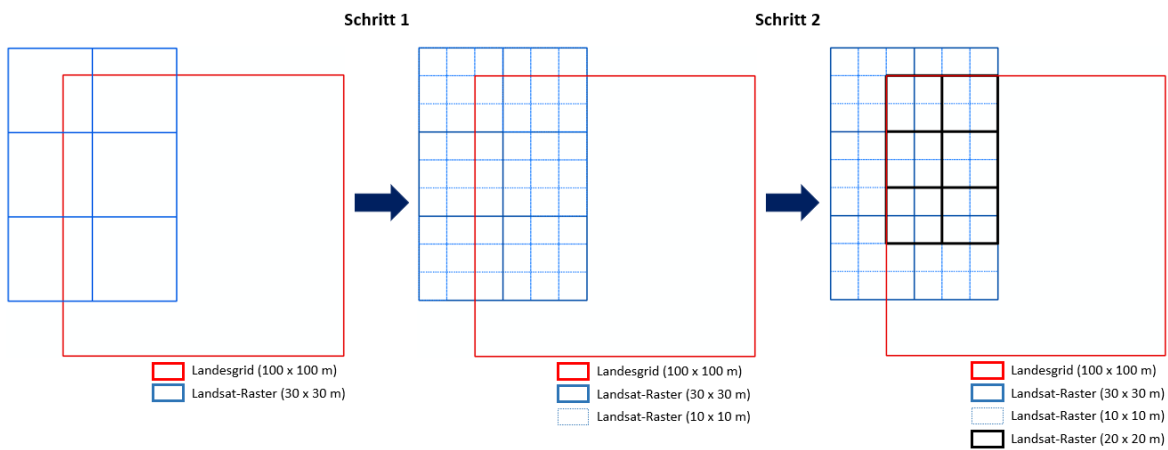 Schritt 1
Schritt 2
Landesgrid (100 x 100 m)
Landsat-Raster (30 x 30 m)
Landesgrid (100 x 100 m)
Landsat-Raster (30 x 30 m)
Landsat-Raster (10 x 10 m)
Landesgrid (100 x 100 m)
Landsat-Raster (30 x 30 m)
Landsat-Raster (10 x 10 m)
Landsat-Raster (20 x 20 m)